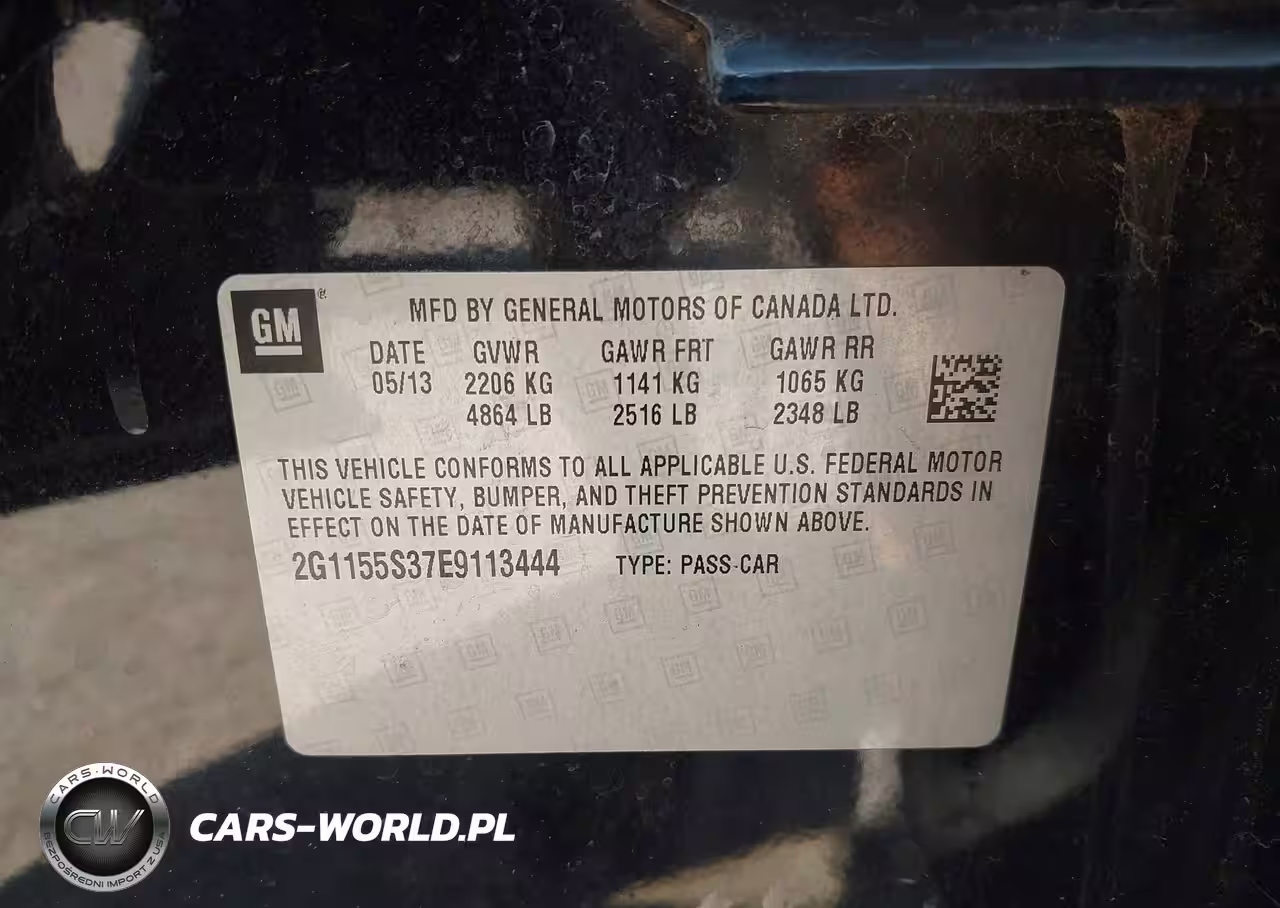 GM ®
MFD BY GENERAL MOTORS OF CANADA LTD.
DATE GVWR GAWR FRT GAWR RR
05/13 2206 KG 1141 KG 1065 KG
4864 LB 2516 LB 2348 LB
THIS VEHICLE CONFORMS TO ALL APPLICABLE U.S. FEDERAL MOTOR
VEHICLE SAFETY, BUMPER, AND THEFT PREVENTION STANDARDS IN
EFFECT ON THE DATE OF MANUFACTURE SHOWN ABOVE.
2G1155S37E9113444 TYPE: PASS-CAR
CARS-WORLD
CW
BEZPOŚREDNI IMPORT Z USA
CARS-WORLD.PL